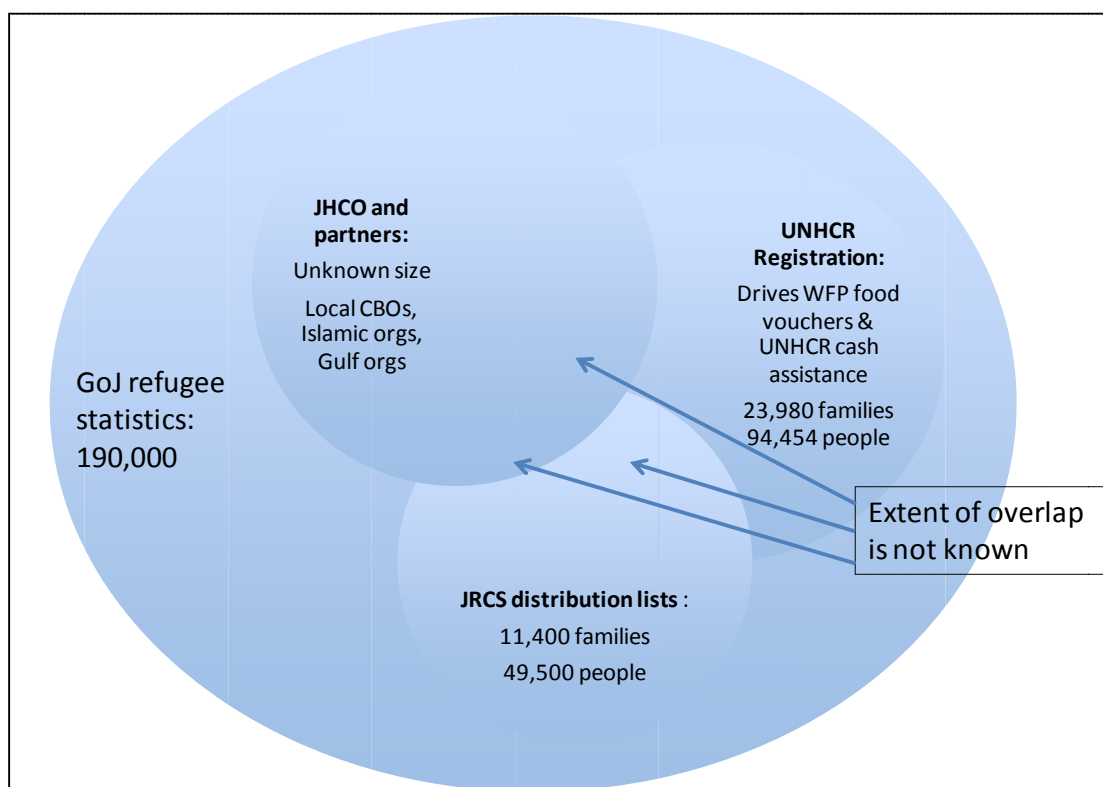 JHCO and
partners:
Unknown size
Local CBOs,
Islamic orgs,
Gulf orgs
UNHCR
Registration:
Drives WFP food
vouchers &
UNHCR cash
assistance
23,980 families
94,454 people
GoJ refugee
statistics:
190,000
Extent of overlap
is not known
JRCS distribution lists :
11,400 families
49,500 people